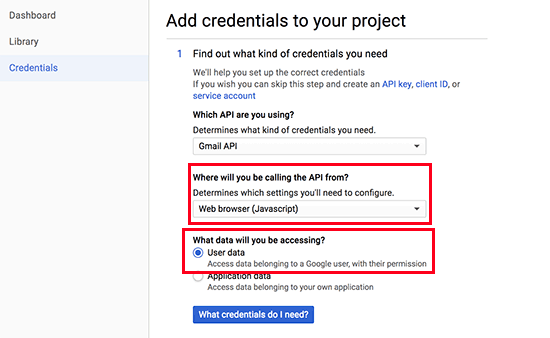 Dashboard
Library
Credentials
Add credentials to your project
1 Find out what kind of credentials you need
We'll help you set up the correct credentials
If you wish you can skip this step and create an API key, client ID, or
service account
Which API are you using?
Determines what kind of credentials you need.
Gmail API
Where will you be calling the API from?
Determines which settings you'll need to configure.
Web browser (Javascript)
What data will you be accessing?
User data
Access data belonging to a Google user, with their permission
Application data
Access data belonging to your own application
What credentials do I need?